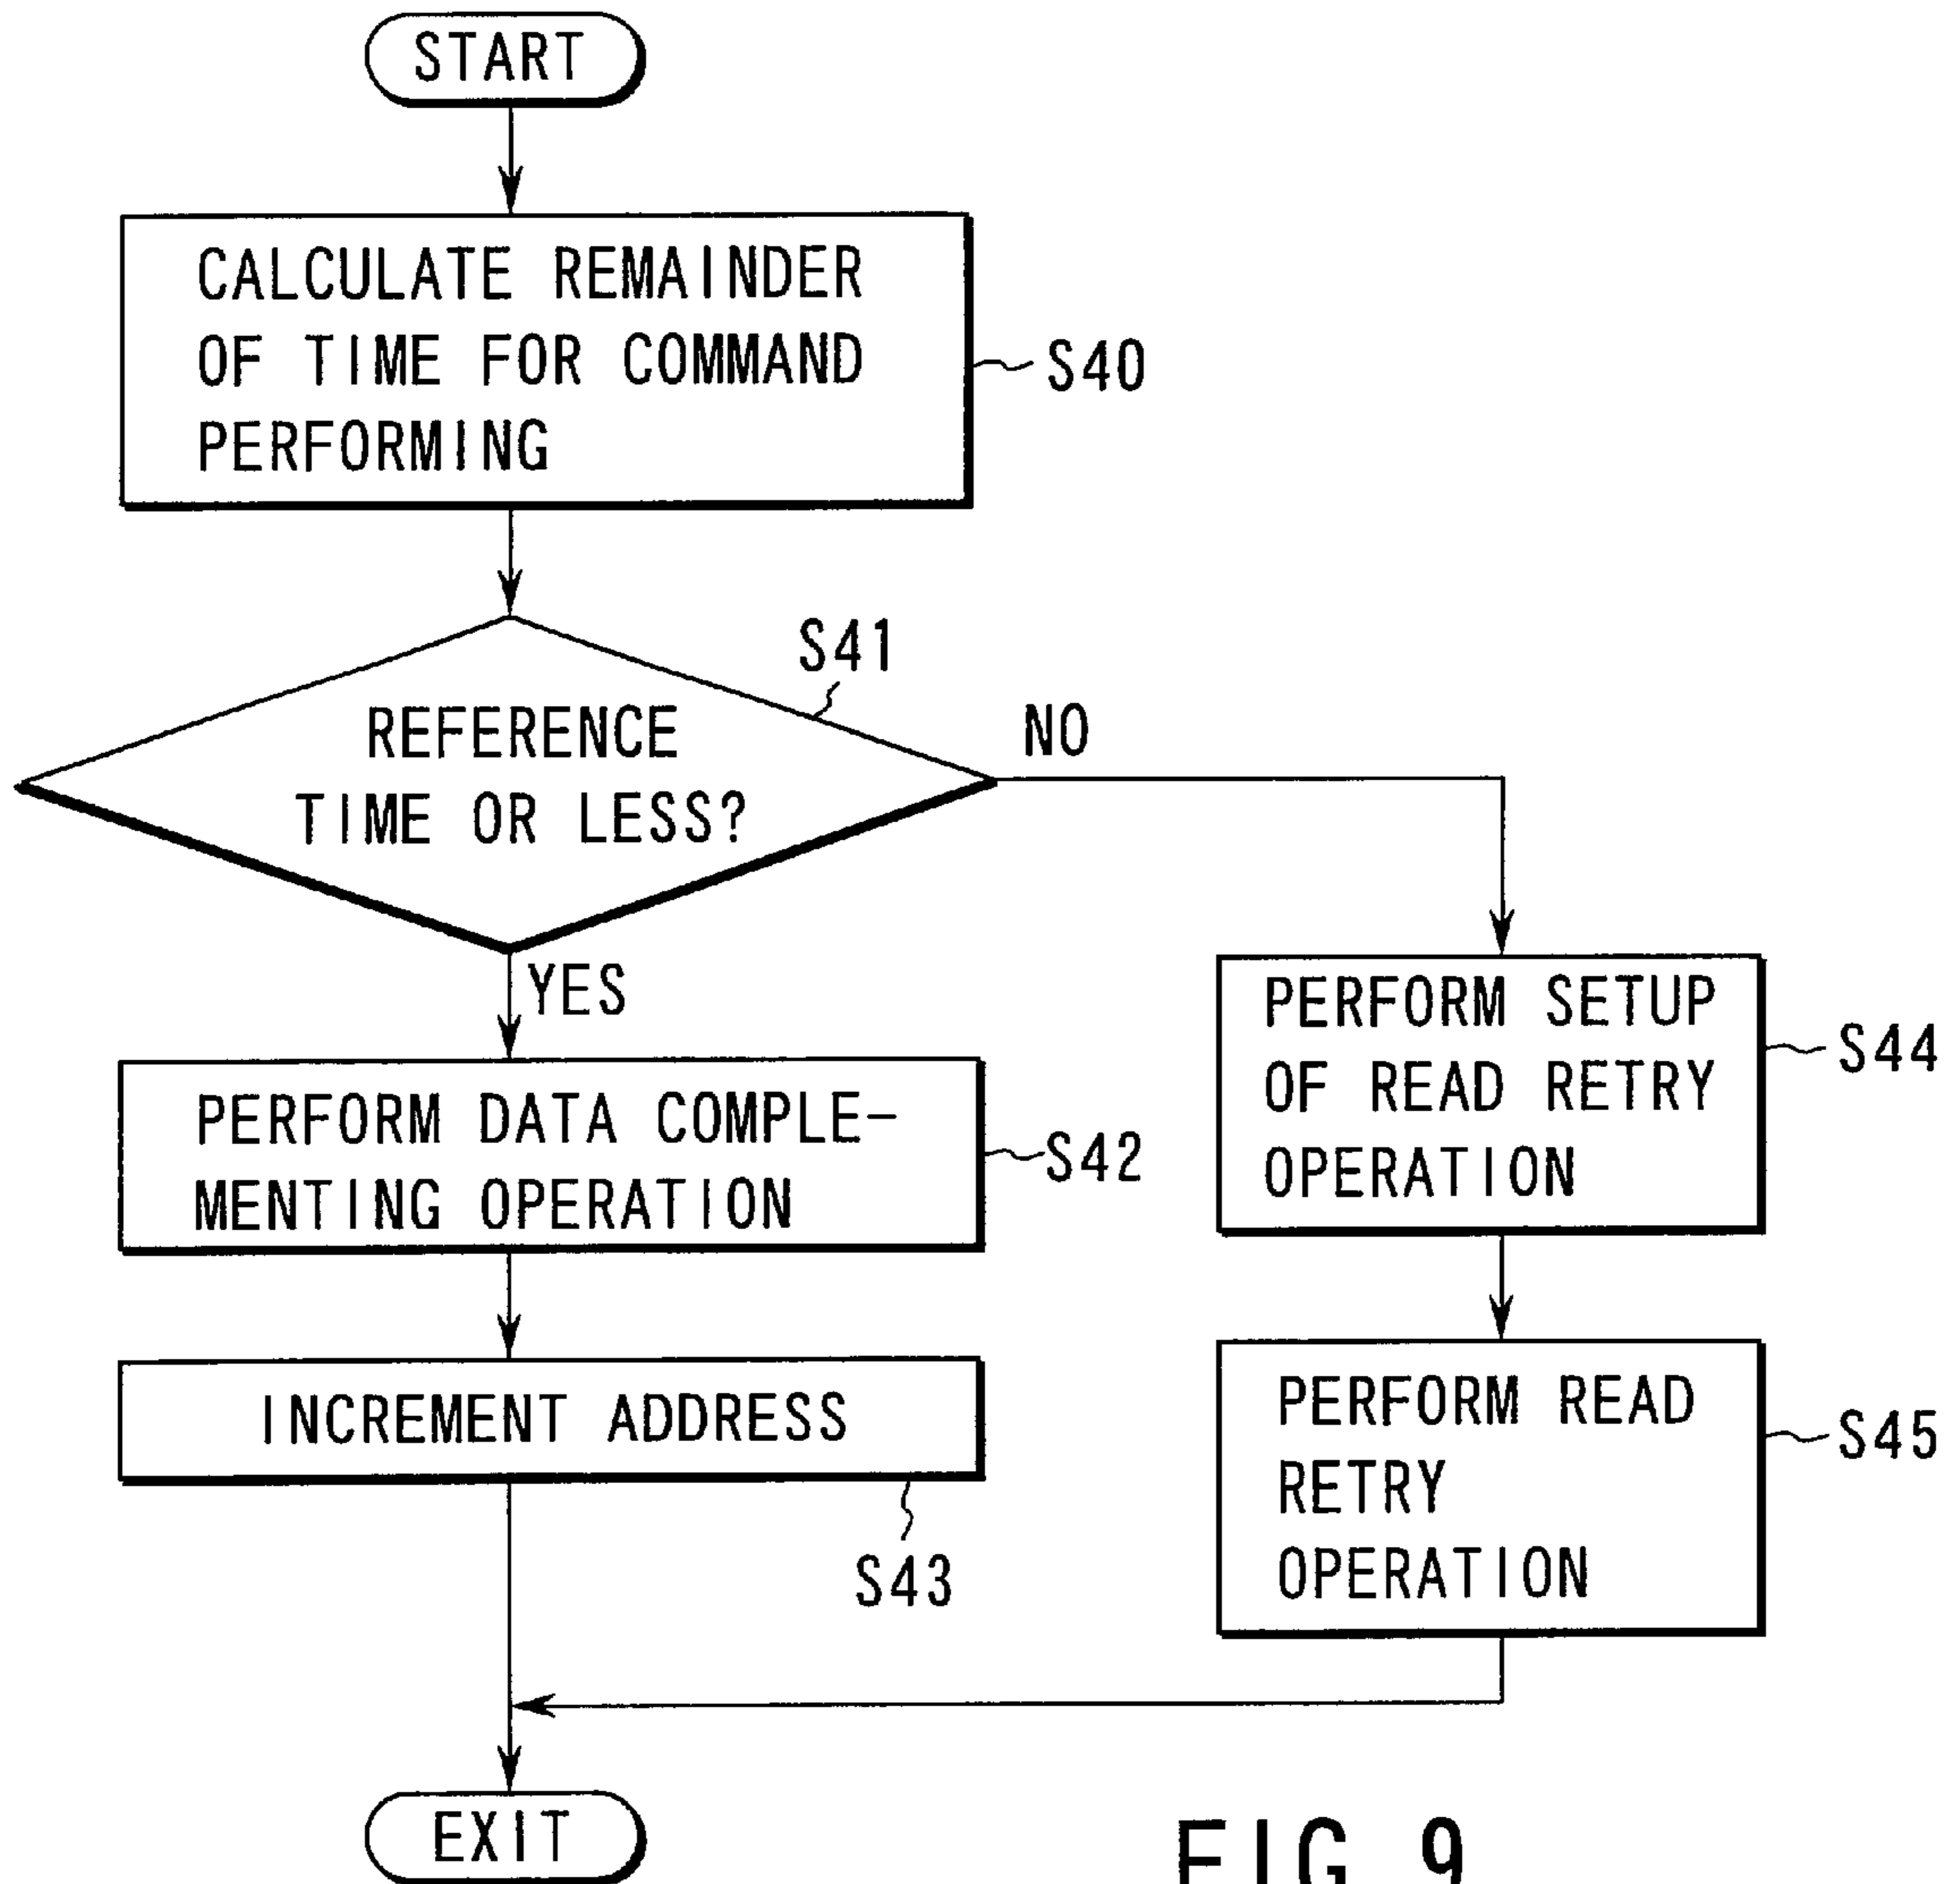 START
CALCULATE REMAINDER
OF TIME FOR COMMAND
PERFORMING
S40
S41
REFERENCE
TIME OR LESS?
NO
YES
PERFORM SETUP
OF READ RETRY
OPERATION
S44
PERFORM DATA COMPLE-
MENTING OPERATION
S42
INCREMENT ADDRESS
S43
PERFORM READ
RETRY
OPERATION
S45
EXIT
FIG 9